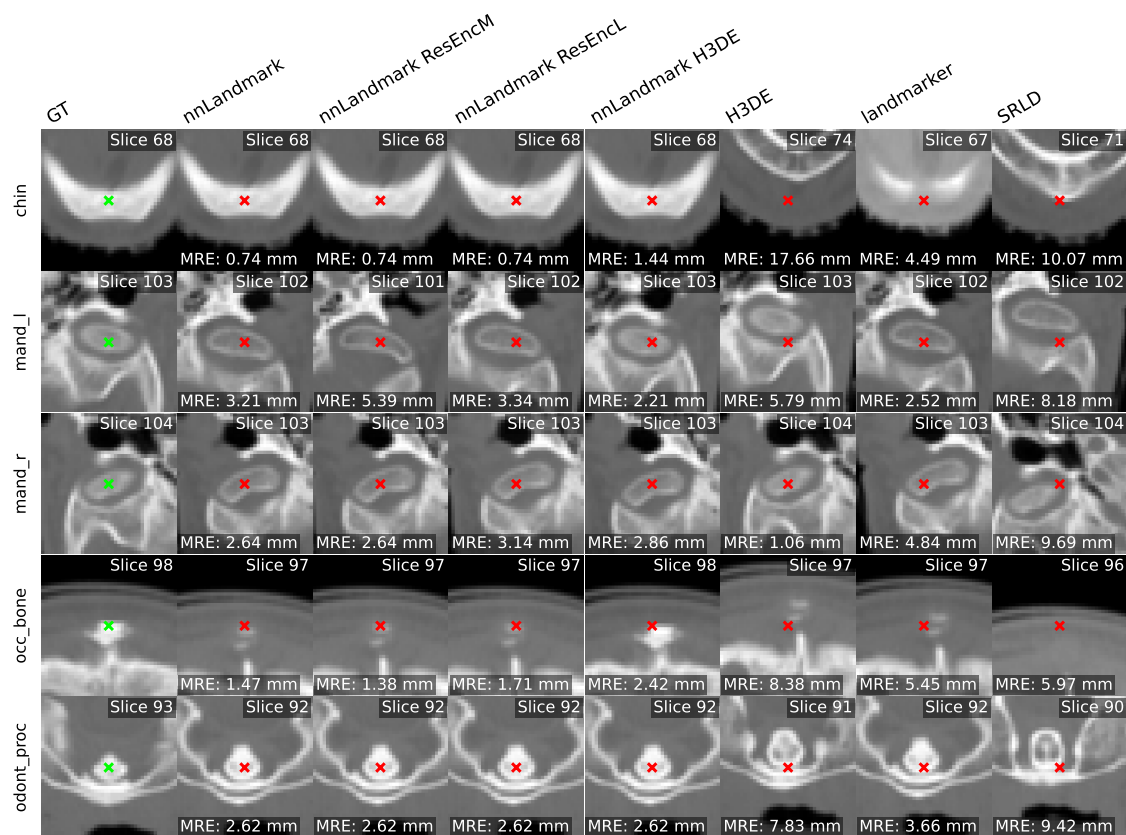 GT
nnLandmark
nnLandmark ResEncM
nnLandmark ResEncL
nnLandmark H3DE
H3DE
landmarker
SRLD
chin
Slice 68
Slice 68
Slice 68
Slice 68
Slice 68
Slice 74
Slice 67
Slice 71
MRE: 0.74 mm
MRE: 0.74 mm
MRE: 0.74 mm
MRE: 1.44 mm
MRE: 17.66 mm
MRE: 4.49 mm
MRE: 10.07 mm
mand_l
Slice 103
Slice 102
Slice 101
Slice 102
Slice 103
Slice 103
Slice 102
Slice 102
MRE: 3.21 mm
MRE: 5.39 mm
MRE: 3.34 mm
MRE: 2.21 mm
MRE: 5.79 mm
MRE: 2.52 mm
MRE: 8.18 mm
mand_r
Slice 104
Slice 103
Slice 103
Slice 103
Slice 103
Slice 104
Slice 103
Slice 104
MRE: 2.64 mm
MRE: 2.64 mm
MRE: 3.14 mm
MRE: 2.86 mm
MRE: 1.06 mm
MRE: 4.84 mm
MRE: 9.69 mm
occ_bone
Slice 98
Slice 97
Slice 97
Slice 97
Slice 98
Slice 97
Slice 97
Slice 96
MRE: 1.47 mm
MRE: 1.38 mm
MRE: 1.71 mm
MRE: 2.42 mm
MRE: 8.38 mm
MRE: 5.45 mm
MRE: 5.97 mm
odont_proc
Slice 93
Slice 92
Slice 92
Slice 92
Slice 92
Slice 91
Slice 92
Slice 90
MRE: 2.62 mm
MRE: 2.62 mm
MRE: 2.62 mm
MRE: 2.62 mm
MRE: 7.83 mm
MRE: 3.66 mm
MRE: 9.42 mm